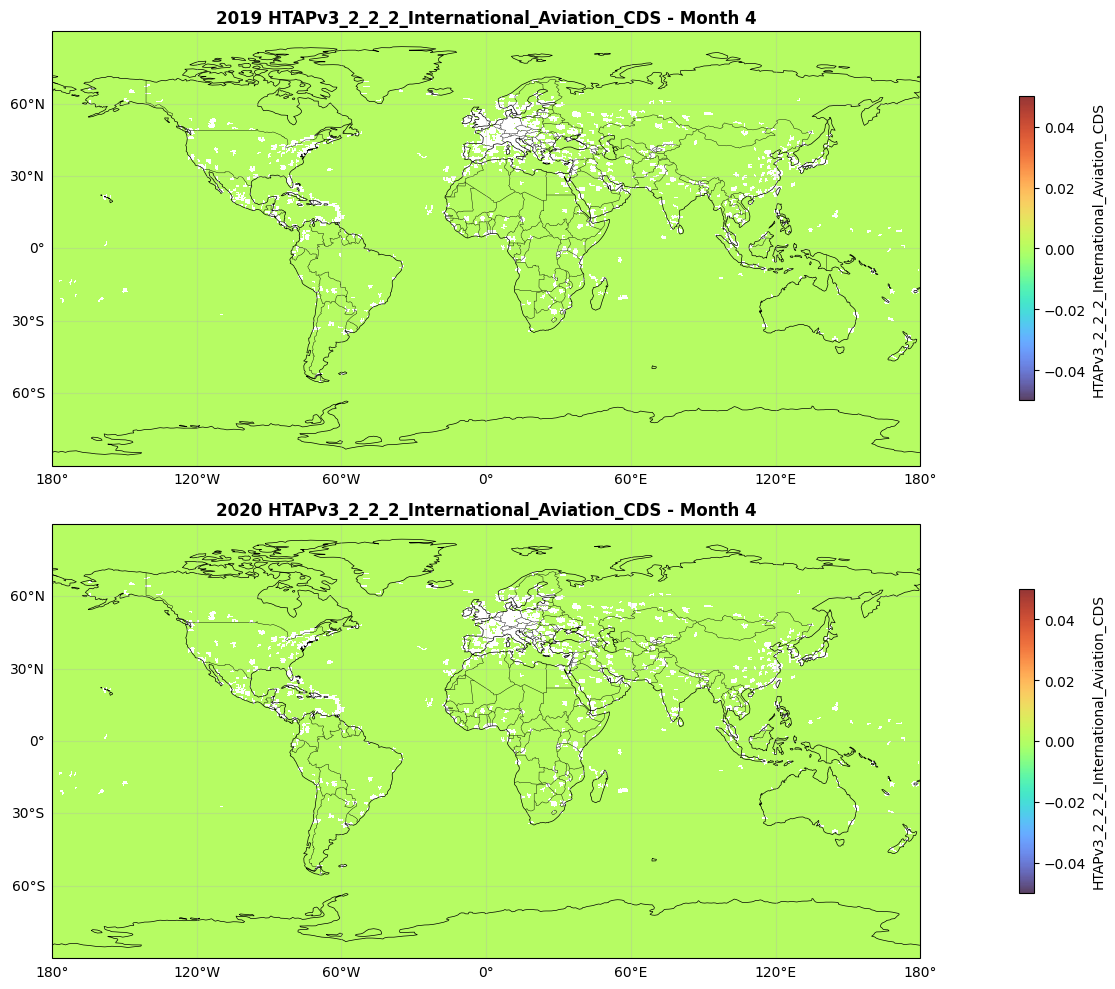 2019 HTAPv3_2_2_2_International_Aviation_CDS - Month 4
60°N
30°N
0°
30°S
60°S
180°
120°W
60°W
0°
60°E
120°E
180°
0.04
0.02
0.00
−0.02
−0.04
HTAPv3_2_2_2_International_Aviation_CDS
2020 HTAPv3_2_2_2_International_Aviation_CDS - Month 4
60°N
30°N
0°
30°S
60°S
180°
120°W
60°W
0°
60°E
120°E
180°
0.04
0.02
0.00
−0.02
−0.04
HTAPv3_2_2_2_International_Aviation_CDS